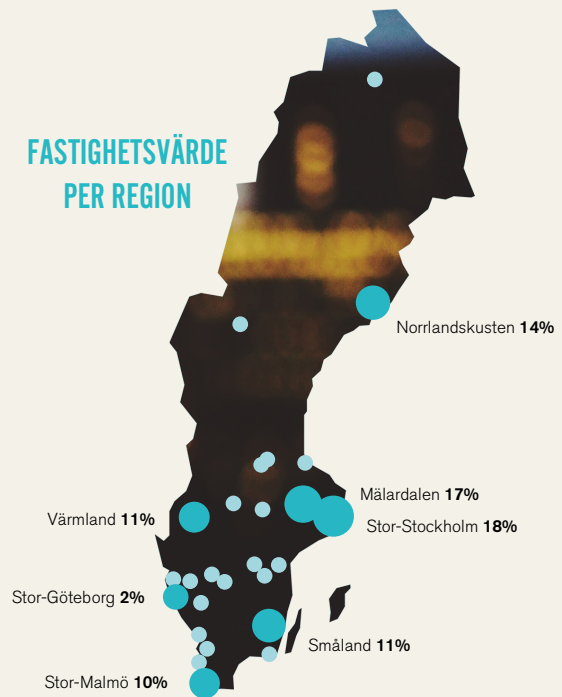 FASTIGHETSVÄRDE
PER REGION
Norrlandskusten 14%
Mälardalen 17%
Värmland 11%
Stor-Stockholm 18%
Stor-Göteborg 2%
Småland 11%
Stor-Malmö 10%